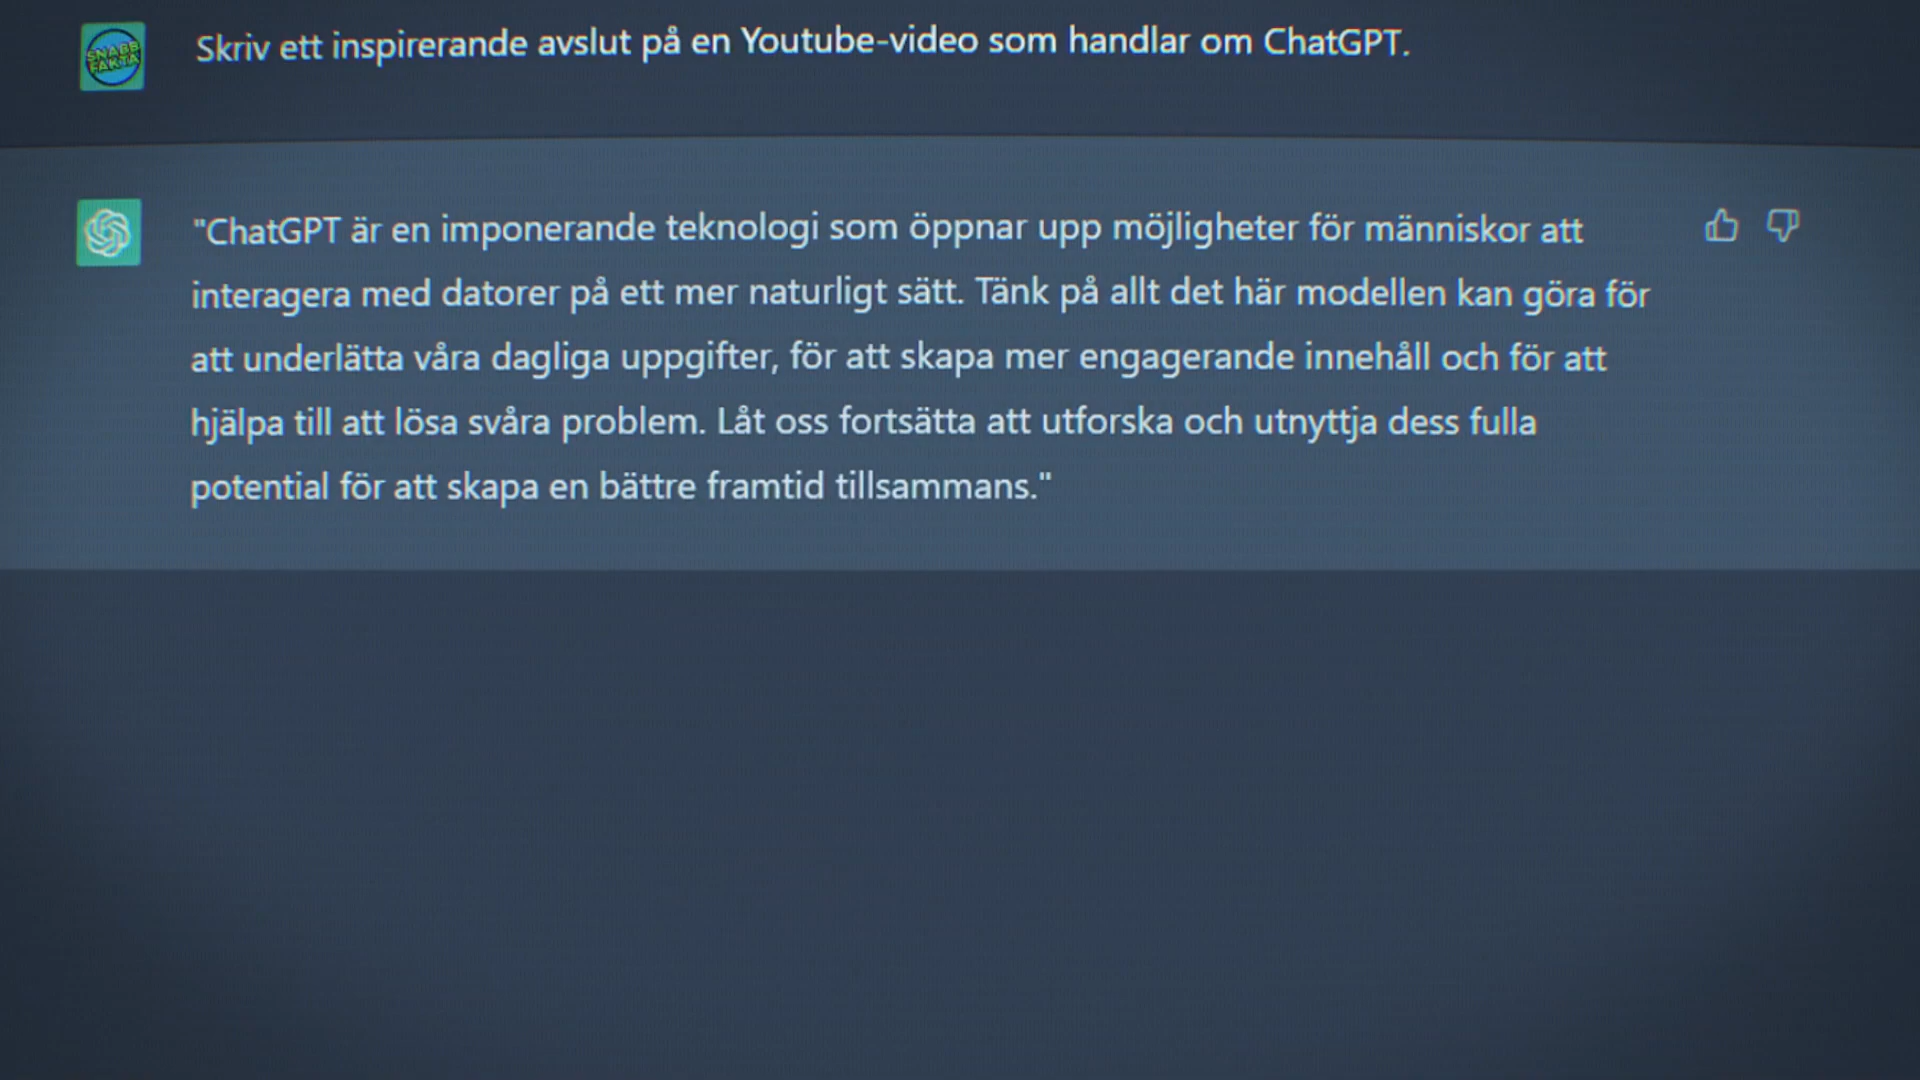 SNABB
FAKTA
Skriv ett inspirerande avslut på en Youtube-video som handlar om ChatGPT.
"ChatGPT är en imponerande teknologi som öppnar upp möjligheter för människor att
interagera med datorer på ett mer naturligt sätt. Tänk på allt det här modellen kan göra för
att underlätta våra dagliga uppgifter, för att skapa mer engagerande innehåll och för att
hjälpa till att lösa svåra problem. Låt oss fortsätta att utforska och utnyttja dess fulla
potential för att skapa en bättre framtid tillsammans."